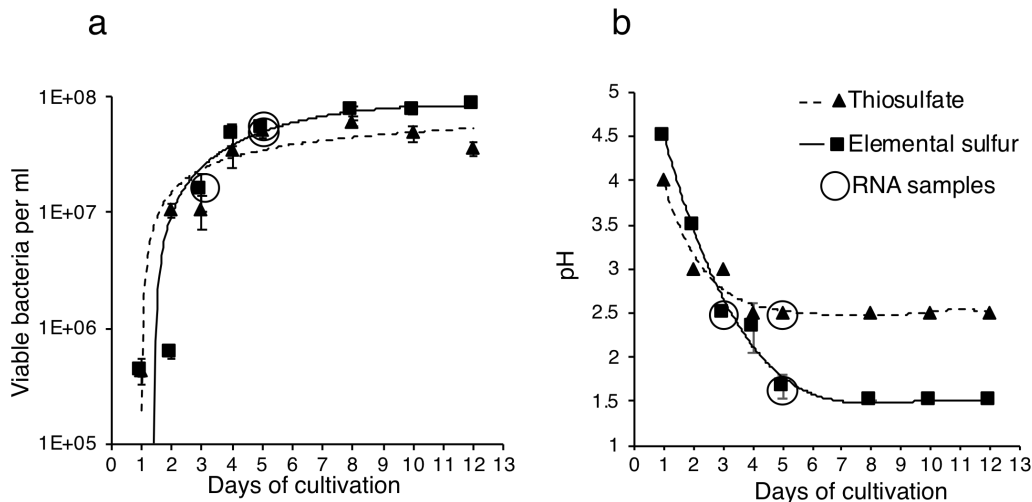 a
b
1E+08
1E+07
1E+06
1E+05
0 1 2 3 4 5 6 7 8 9 10 11 12 13
Viable bacteria per ml
Days of cultivation
5
4.5
4
3.5
3
2.5
2
1.5
1
0 1 2 3 4 5 6 7 8 9 10 11 12 13
pH
Days of cultivation
Thiosulfate
Elemental sulfur
RNA samples